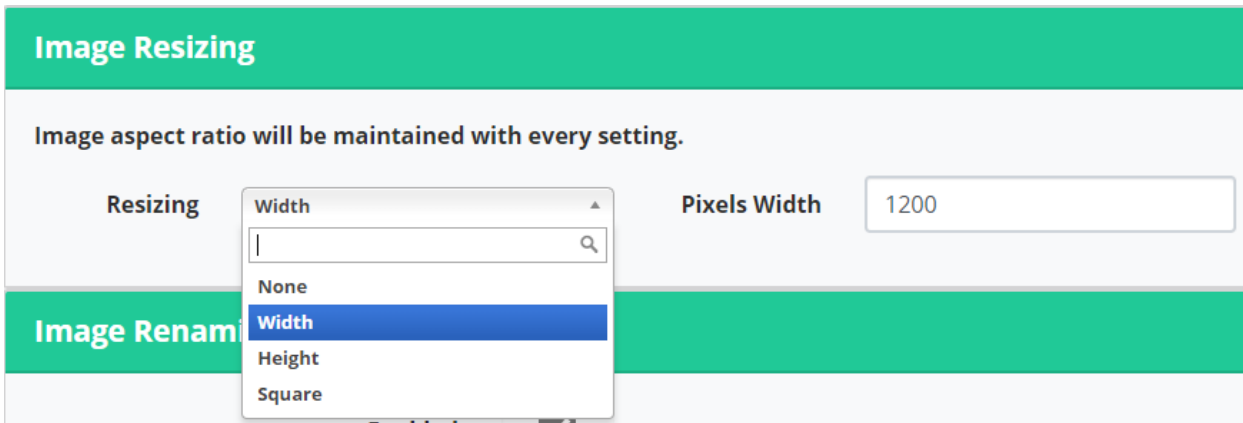 Image Resizing
Image aspect ratio will be maintained with every setting.
Resizing Width Pixels Width 1200
None
Width
Height
Square
Image Renami